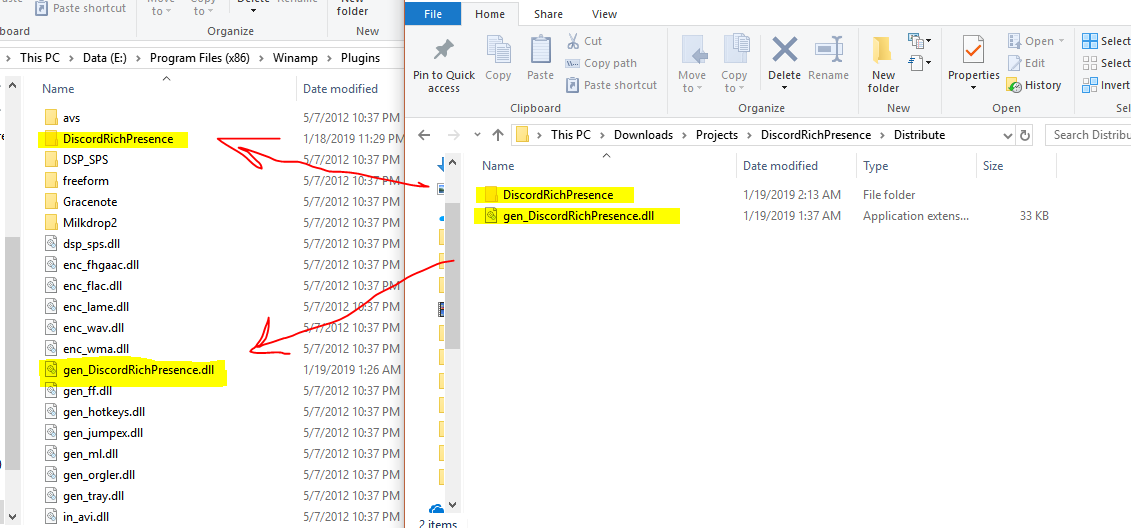 Paste shortcut
Move to
Copy to
Delete
Rename
New folder
Organize
New
This PC > Data (E:) > Program Files (x86) > Winamp > Plugins
Name
Date modified
avs
5/7/2012 10:37 PM
DiscordRichPresence
1/18/2019 11:29 PM
DSP_SPS
5/7/2012 10:37 PM
freeform
5/7/2012 10:37 PM
Gracenote
5/7/2012 10:37 PM
Milkdrop2
5/7/2012 10:37 PM
dsp_sps.dll
5/7/2012 10:37 PM
enc_fhgaac.dll
5/7/2012 10:37 PM
enc_flac.dll
5/7/2012 10:37 PM
enc_lame.dll
5/7/2012 10:37 PM
enc_wav.dll
5/7/2012 10:37 PM
enc_wma.dll
5/7/2012 10:37 PM
gen_DiscordRichPresence.dll
1/19/2019 1:26 AM
gen_ff.dll
5/7/2012 10:37 PM
gen_hotkeys.dll
5/7/2012 10:37 PM
gen_jumpex.dll
5/7/2012 10:37 PM
gen_ml.dll
5/7/2012 10:37 PM
gen_orgler.dll
5/7/2012 10:37 PM
gen_tray.dll
5/7/2012 10:37 PM
in_avi.dll
5/7/2012 10:37 PM
File
Home
Share
View
Pin to Quick access
Copy
Paste
Cut
Copy path
Paste shortcut
Clipboard
Move to
Copy to
Delete
Rename
Organize
New folder
New
Properties
Open
Edit
History
Open
Select
Select
Invert
This PC > Downloads > Projects > DiscordRichPresence > Distribute
Search Distribu
Name
Date modified
Type
Size
DiscordRichPresence
1/19/2019 2:13 AM
File folder
gen_DiscordRichPresence.dll
1/19/2019 1:37 AM
Application extens...
33 KB
2 items